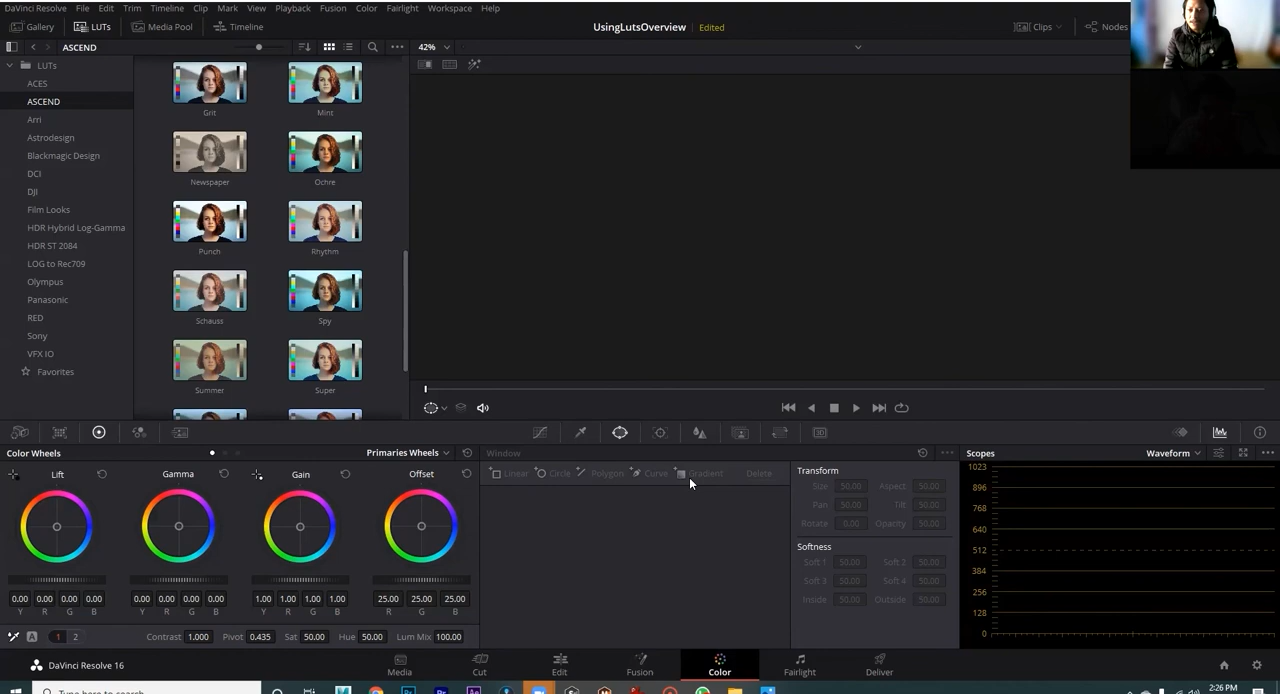 DaVinci Resolve File Edit Trim Timeline Clip Mark View Playback Fusion Color Fairlight Workspace Help
Gallery LUTs Media Pool Timeline UsingLutsOverview Edited Clips Nodes
ASCEND 42%
LUTs
ACES
ASCEND
Arri
Astrodesign
Blackmagic Design
DCI
DJI
Film Looks
HDR Hybrid Log-Gamma
HDR ST 2084
LOG to Rec709
Olympus
Panasonic
RED
Sony
VFX IO
Favorites
Grit Mint
Newspaper Ochre
Punch Rhythm
Schauss Spy
Summer Super
Color Wheels Primaries Wheels
Lift Gamma Gain Offset
0.00 0.00 0.00 0.00 0.00 0.00 0.00 0.00 1.00 1.00 1.00 1.00 25.00 25.00 25.00
Y R G B Y R G B Y R G B R G B
A 1 2 Contrast 1.000 Pivot 0.435 Sat 50.00 Hue 50.00 Lum Mix 100.00
Window
Linear Circle Polygon Curve Gradient Delete
Transform
Size 50.00 Aspect 50.00
Pan 50.00 Tilt 50.00
Rotate 0.00 Opacity 50.00
Softness
Soft 1 50.00 Soft 2 50.00
Soft 3 50.00 Soft 4 50.00
Inside 50.00 Outside 50.00
Scopes Waveform
1023
896
768
640
512
384
256
128
0
DaVinci Resolve 16 Media Cut Edit Fusion Color Fairlight Deliver
Type here to search 2:26 PM